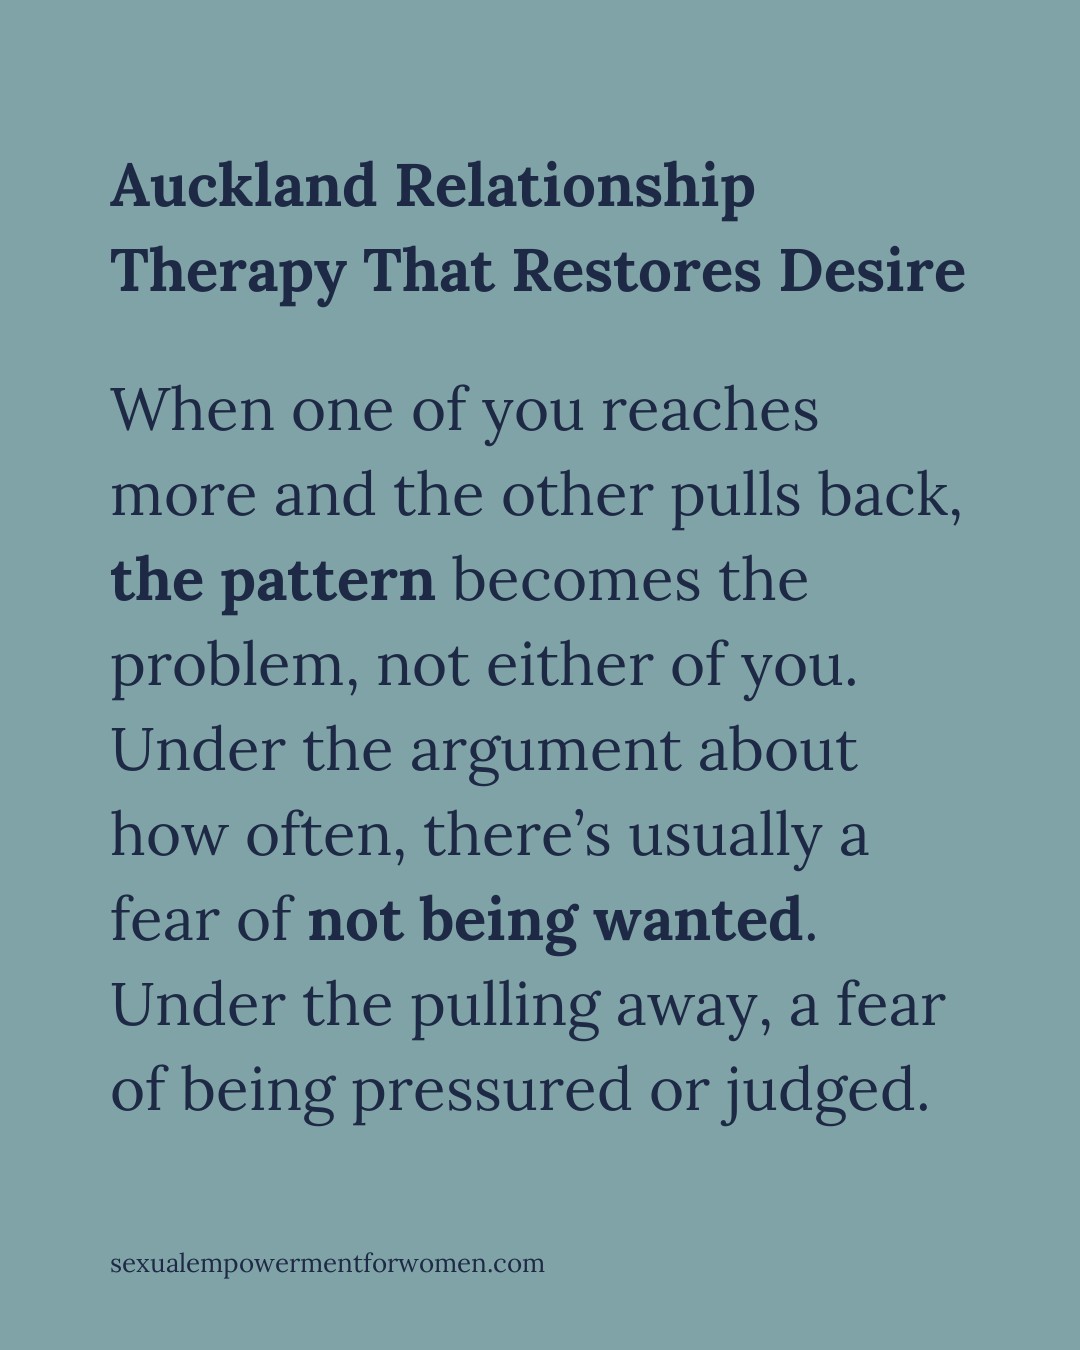 Auckland Relationship
Therapy That Restores Desire
When one of you reaches
more and the other pulls back,
the pattern becomes the
problem, not either of you.
Under the argument about
how often, there’s usually a
fear of not being wanted.
Under the pulling away, a fear
of being pressured or judged.
sexualempowermentforwomen.com